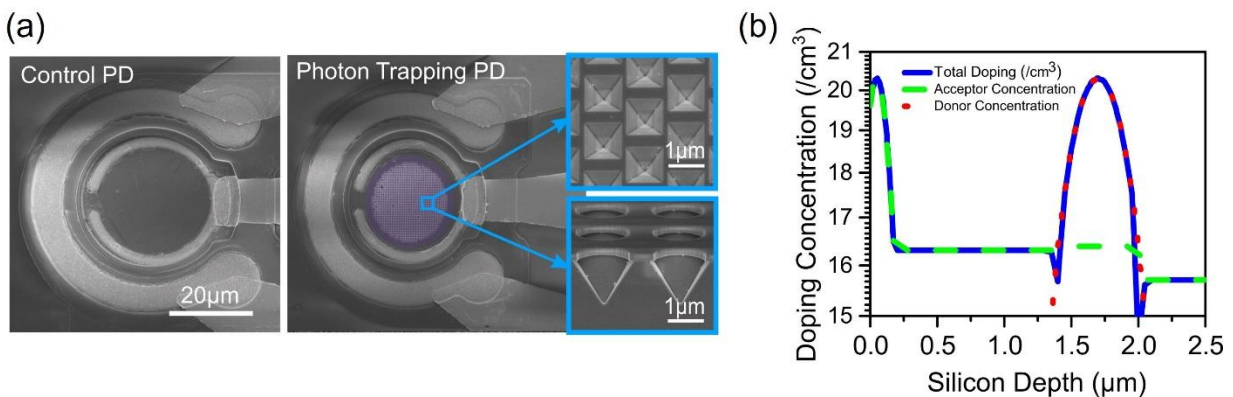 (a)
Control PD
20µm
Photon Trapping PD
1µm
1µm
(b)
Doping Concentration (/cm³)
21
20
19
18
17
16
15
Total Doping (/cm³)
Acceptor Concentration
Donor Concentration
0.0 0.5 1.0 1.5 2.0 2.5
Silicon Depth (µm)